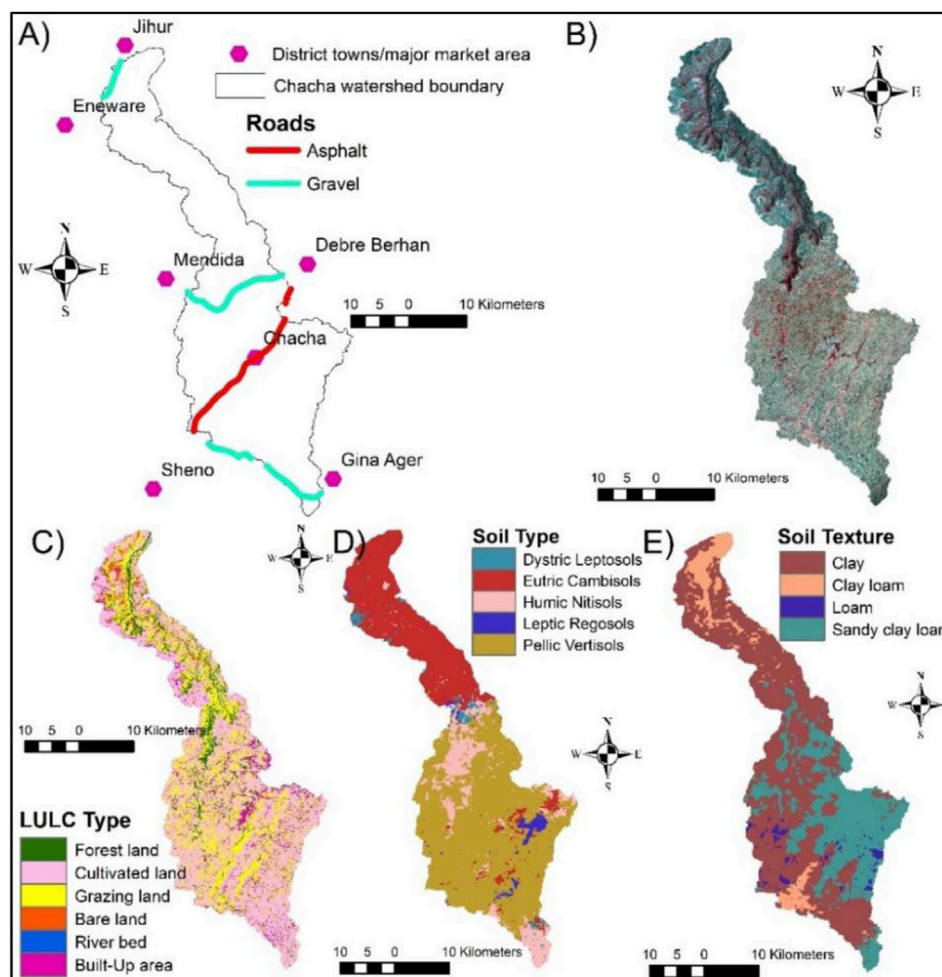 A)
Jihur
District towns/major market area
Chacha watershed boundary
Eneware
Roads
Asphalt
Gravel
N
W E
S
Mendida
Debre Berhan
10 5 0 10 Kilometers
Chacha
Sheno
Gina Ager
B)
N
W E
S
10 5 0 10 Kilometers
C)
N
W E
S
10 5 0 10 Kilometers
LULC Type
Forest land
Cultivated land
Grazing land
Bare land
River bed
Built-Up area
D)
Soil Type
Dystric Leptosols
Eutric Cambisols
Humic Nitisols
Leptic Regosols
Pellic Vertisols
N
W E
S
10 5 0 10 Kilometers
E)
Soil Texture
Clay
Clay loam
Loam
Sandy clay loam
N
W E
S
10 5 0 10 Kilometers